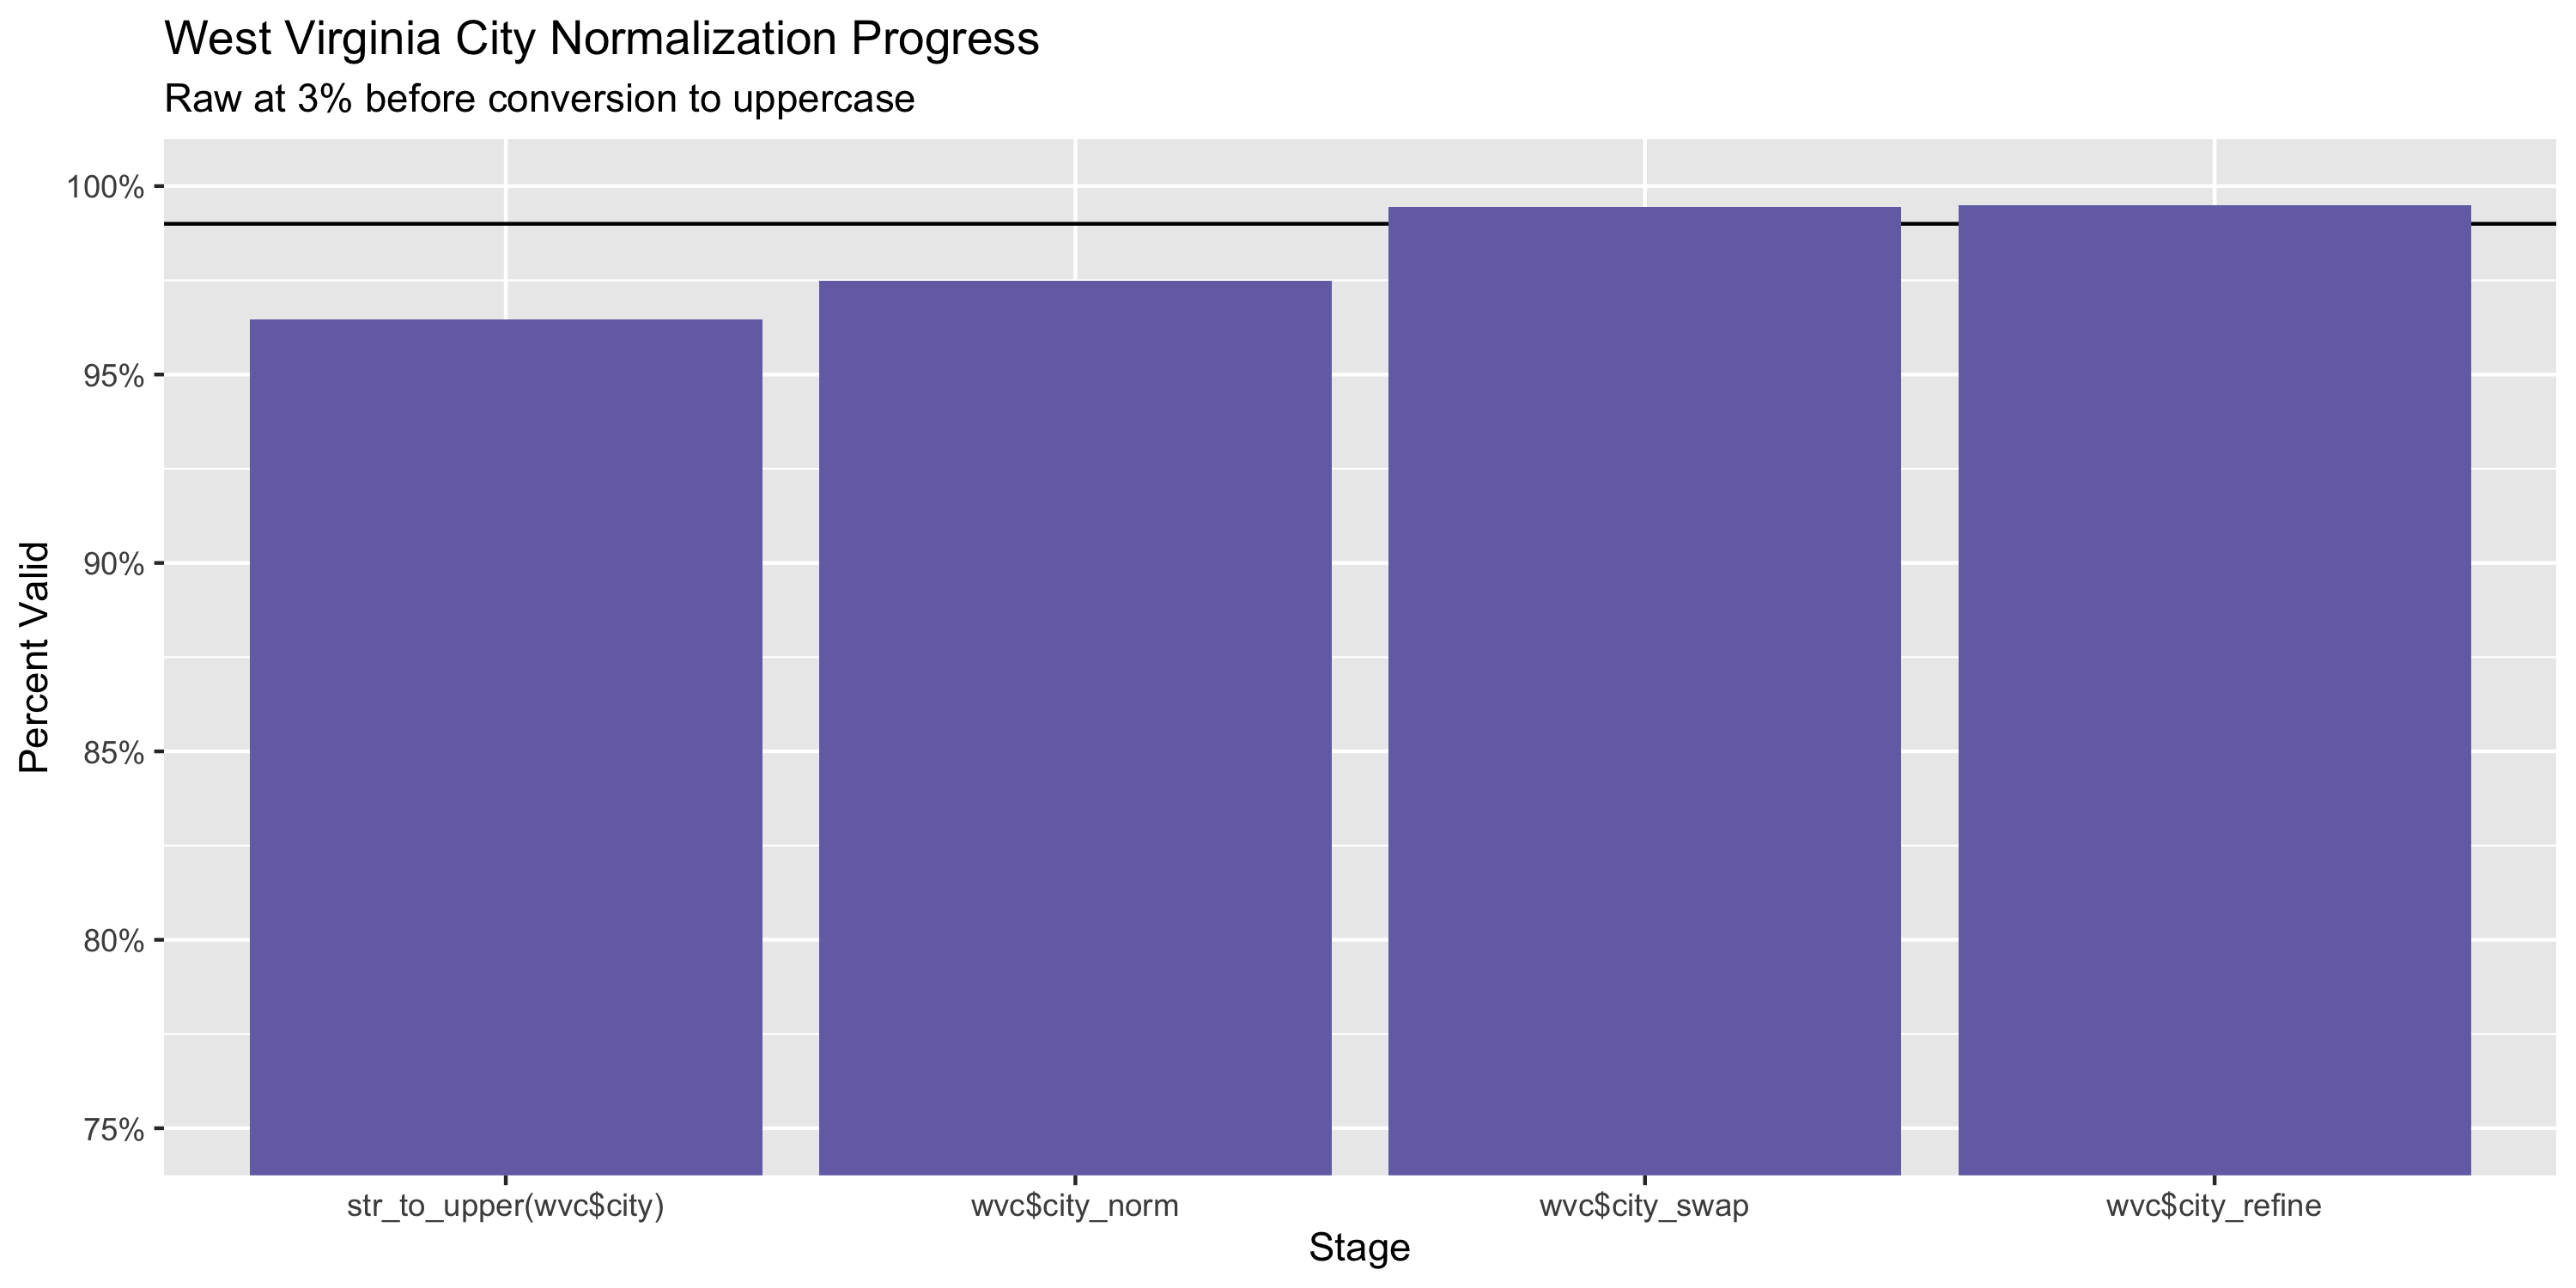 West Virginia City Normalization Progress
Raw at 3% before conversion to uppercase
100%
95%
90%
85%
80%
75%
Percent Valid
str_to_upper(wvc$city)
wvc$city_norm
wvc$city_swap
wvc$city_refine
Stage